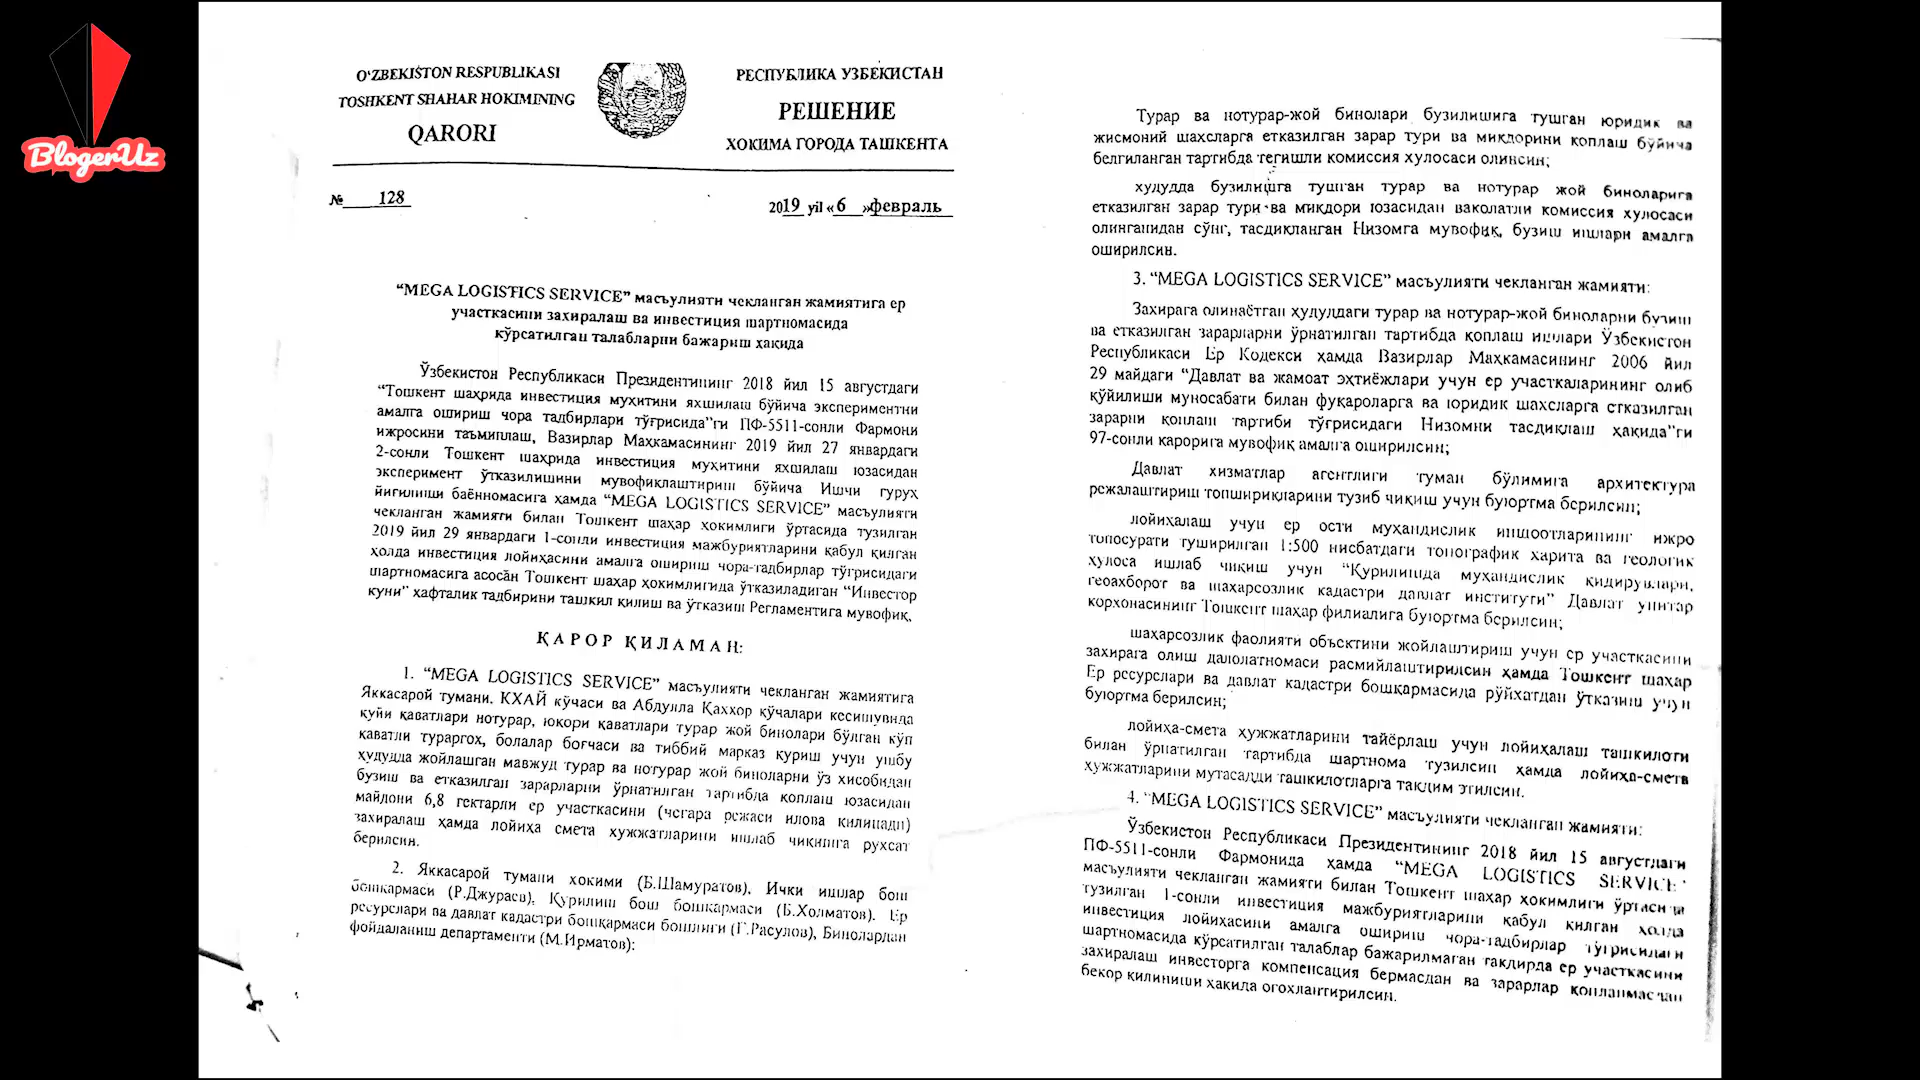 BlogerUz
O‘ZBEKISTON RESPUBLIKASI
TOSHKENT SHAHAR HOKIMINING
QARORI
РЕСПУБЛИКА УЗБЕКИСТАН
РЕШЕНИЕ
ХОКИМА ГОРОДА ТАШКЕНТА
№ 128
2019 yil «6 »февраль
“MEGA LOGISTICS SERVICE” масъулияти чекланган жамиятига ер
участкасини захиралаш ва инвестиция шартномасида
кўрсатилган талабларни бажариш ҳақида
Ўзбекистон Республикаси Президентининг 2018 йил 15 августдаги
“Тошкент шаҳрида инвестиция муҳитини яхшилаш бўйича экспериментни
амалга ошириш чора тадбирлари тўғрисида”ги ПФ-5511-сонли Фармони
ижросини таъминлаш, Вазирлар Маҳкамасининг 2019 йил 27 январдаги
2-сонли Тошкент шаҳрида инвестиция муҳитини яхшилаш юзасидан
эксперимент ўтказилишини мувофиқлаштириш бўйича Ишчи гуруҳ
йиғилиши баённомасига ҳамда “MEGA LOGISTICS SERVICE” масъулияти
чекланган жамияти билан Тошкент шаҳар ҳокимлиги ўртасида тузилган
2019 йил 29 январдаги 1-сонли инвестиция мажбуриятларини қабул қилган
ҳолда инвестиция лойиҳасини амалга ошириш чора-тадбирлар тўғрисидаги
шартномасига асосан Тошкент шаҳар ҳокимлигида ўтказиладиган “Инвестор
куни” ҳафталик тадбирини ташкил қилиш ва ўтказиш Регламентига мувофиқ,
ҚАРОР ҚИЛАМАН:
1. “MEGA LOGISTICS SERVICE” масъулияти чекланган жамиятига
Яккасарой тумани, КХАЙ кўчаси ва Абдулла Қаҳҳор кўчалари кесишувида
қуйи қаватлари нотурар, юқори қаватлари турар жой бинолари бўлган кўп
қаватли тураргоҳ, болалар боғчаси ва тиббий марказ қуриш учун ушбу
ҳудудда жойлашган мавжуд турар ва нотурар жой биноларни ўз ҳисобидан
бузиш ва етказилган зарарларни ўрнатилган тартибда қоплаш юзасидан
майдони 6,8 гектарли ер участкасини (чегара режаси илова қилинади)
захиралаш ҳамда лойиҳа смета ҳужжатларини ишлаб чиқишга рухсат
берилсин.
2. Яккасарой тумани хокими (Б.Шамуратов), Ички ишлар бош
бошқармаси (Р.Джураев), Қурилиш бош бошқармаси (Б.Холматов). Ер
ресурслари ва давлат кадастри бошқармаси бошлиғи (Г.Расулов), Бинолардан
фойдаланиш департаменти (М.Ирматов):
Турар ва нотурар-жой бинолари бузилишига тушган юридик ва
жисмоний шахсларга етказилган зарар тури ва миқдорини қоплаш бўйича
белгиланган тартибда тегишли комиссия хулосаси олинсин;
худудда бузилишга тушган турар ва нотурар жой биноларига
етказилган зарар тури ва миқдори юзасидан ваколатли комиссия хулосаси
олинганидан сўнг, тасдиқланган Низомга мувофиқ, бузиш ишлари амалга
оширилсин.
3. “MEGA LOGISTICS SERVICE” масъулияти чекланган жамияти:
Захирага олинаётган ҳудуддаги турар ва нотурар-жой биноларни бузиш
ва етказилган зарарларни ўрнатилган тартибда қоплаш ишлари Ўзбекистон
Республикаси Ер Кодекси ҳамда Вазирлар Маҳкамасининг 2006 йил
29 майдаги “Давлат ва жамоат эҳтиёжлари учун ер участкаларининг олиб
қўйилиши муносабати билан фуқароларга ва юридик шахсларга етказилган
зарарни қоплаш тартиби тўғрисидаги Низомни тасдиқлаш ҳақида”ги
97-сонли қарорига мувофиқ амалга оширилсин;
Давлат хизматлар агентлиги туман бўлимига архитектура
режалаштириш топшириқларини тузиб чиқиш учун буюртма берилсин;
лойиҳалаш учун ер ости муҳандислик иншоотларининг ижро
топосурати туширилган 1:500 нисбатдаги топографик харита ва геологик
ҳулоса ишлаб чиқиш учун “Қурилишда муҳандислик қидирувлари,
геоахборот ва шаҳарсозлик кадастри давлат институти” Давлат унитар
корхонасининг Тошкент шаҳар филиалига буюртма берилсин;
шаҳарсозлик фаолияти объектини жойлаштириш учун ер участкасини
захирага олиш далолатномаси расмийлаштирилсин ҳамда Тошкент шаҳар
Ер ресурслари ва давлат кадастри бошқармасида рўйхатдан ўтказиш учун
буюртма берилсин;
лойиҳа-смета ҳужжатларини тайёрлаш учун лойиҳалаш ташкилоти
билан ўрнатилган тартибда шартнома тузилсин ҳамда лойиҳа-смета
ҳужжатларини мутасадди ташкилотларга тақдим этилсин.
4. “MEGA LOGISTICS SERVICE” масъулияти чекланган жамияти:
Ўзбекистон Республикаси Президентининг 2018 йил 15 августдаги
ПФ-5511-сонли Фармонида ҳамда “MEGA LOGISTICS SERVICE”
масъулияти чекланган жамияти билан Тошкент шаҳар ҳокимлиги ўртасида
тузилган 1-сонли инвестиция мажбуриятларини қабул қилган ҳолда
инвестиция лойиҳасини амалга ошириш чора-тадбирлар тўғрисидаги
шартномасида кўрсатилган талаблар бажарилмаган тақдирда ер участкасини
захиралаш инвесторга компенсация бермасдан ва зарарлар қопланмасдан
бекор қилиниши ҳақида огоҳлантирилсин.